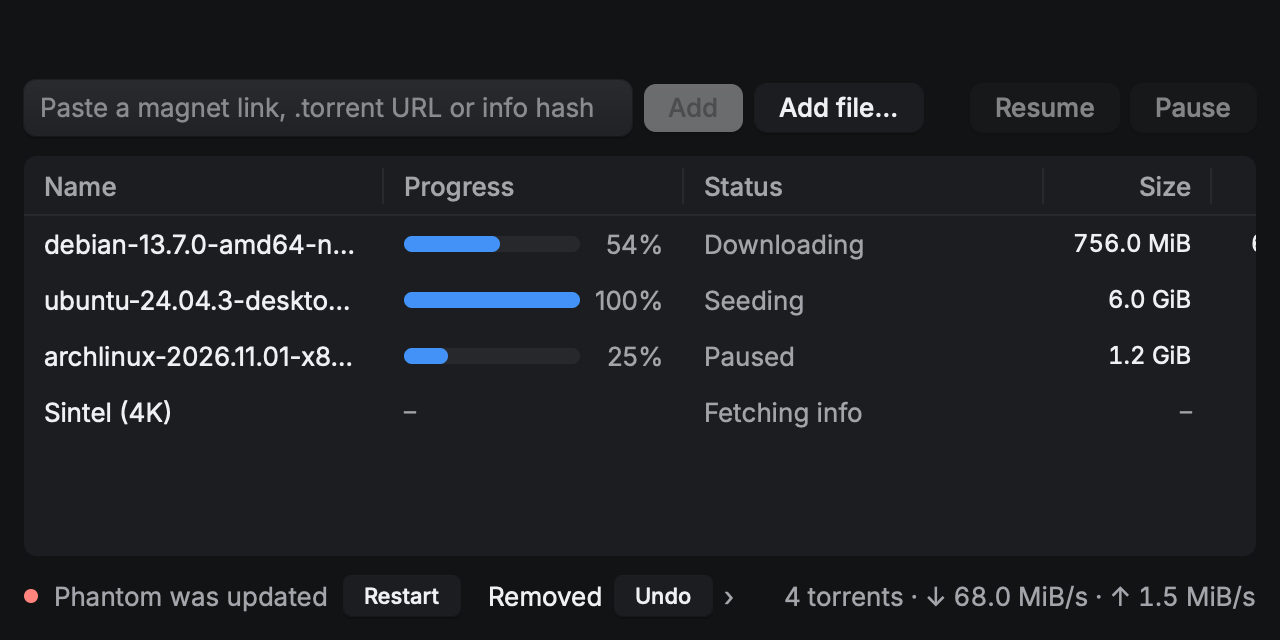 Paste a magnet link, .torrent URL or info hash Add Add file... Resume Pause
Name Progress Status Size
debian-13.7.0-amd64-n... 54% Downloading 756.0 MiB
ubuntu-24.04.3-deskto... 100% Seeding 6.0 GiB
archlinux-2026.11.01-x8... 25% Paused 1.2 GiB
Sintel (4K) – Fetching info –
Phantom was updated Restart Removed Undo › 4 torrents · ↓ 68.0 MiB/s · ↑ 1.5 MiB/s